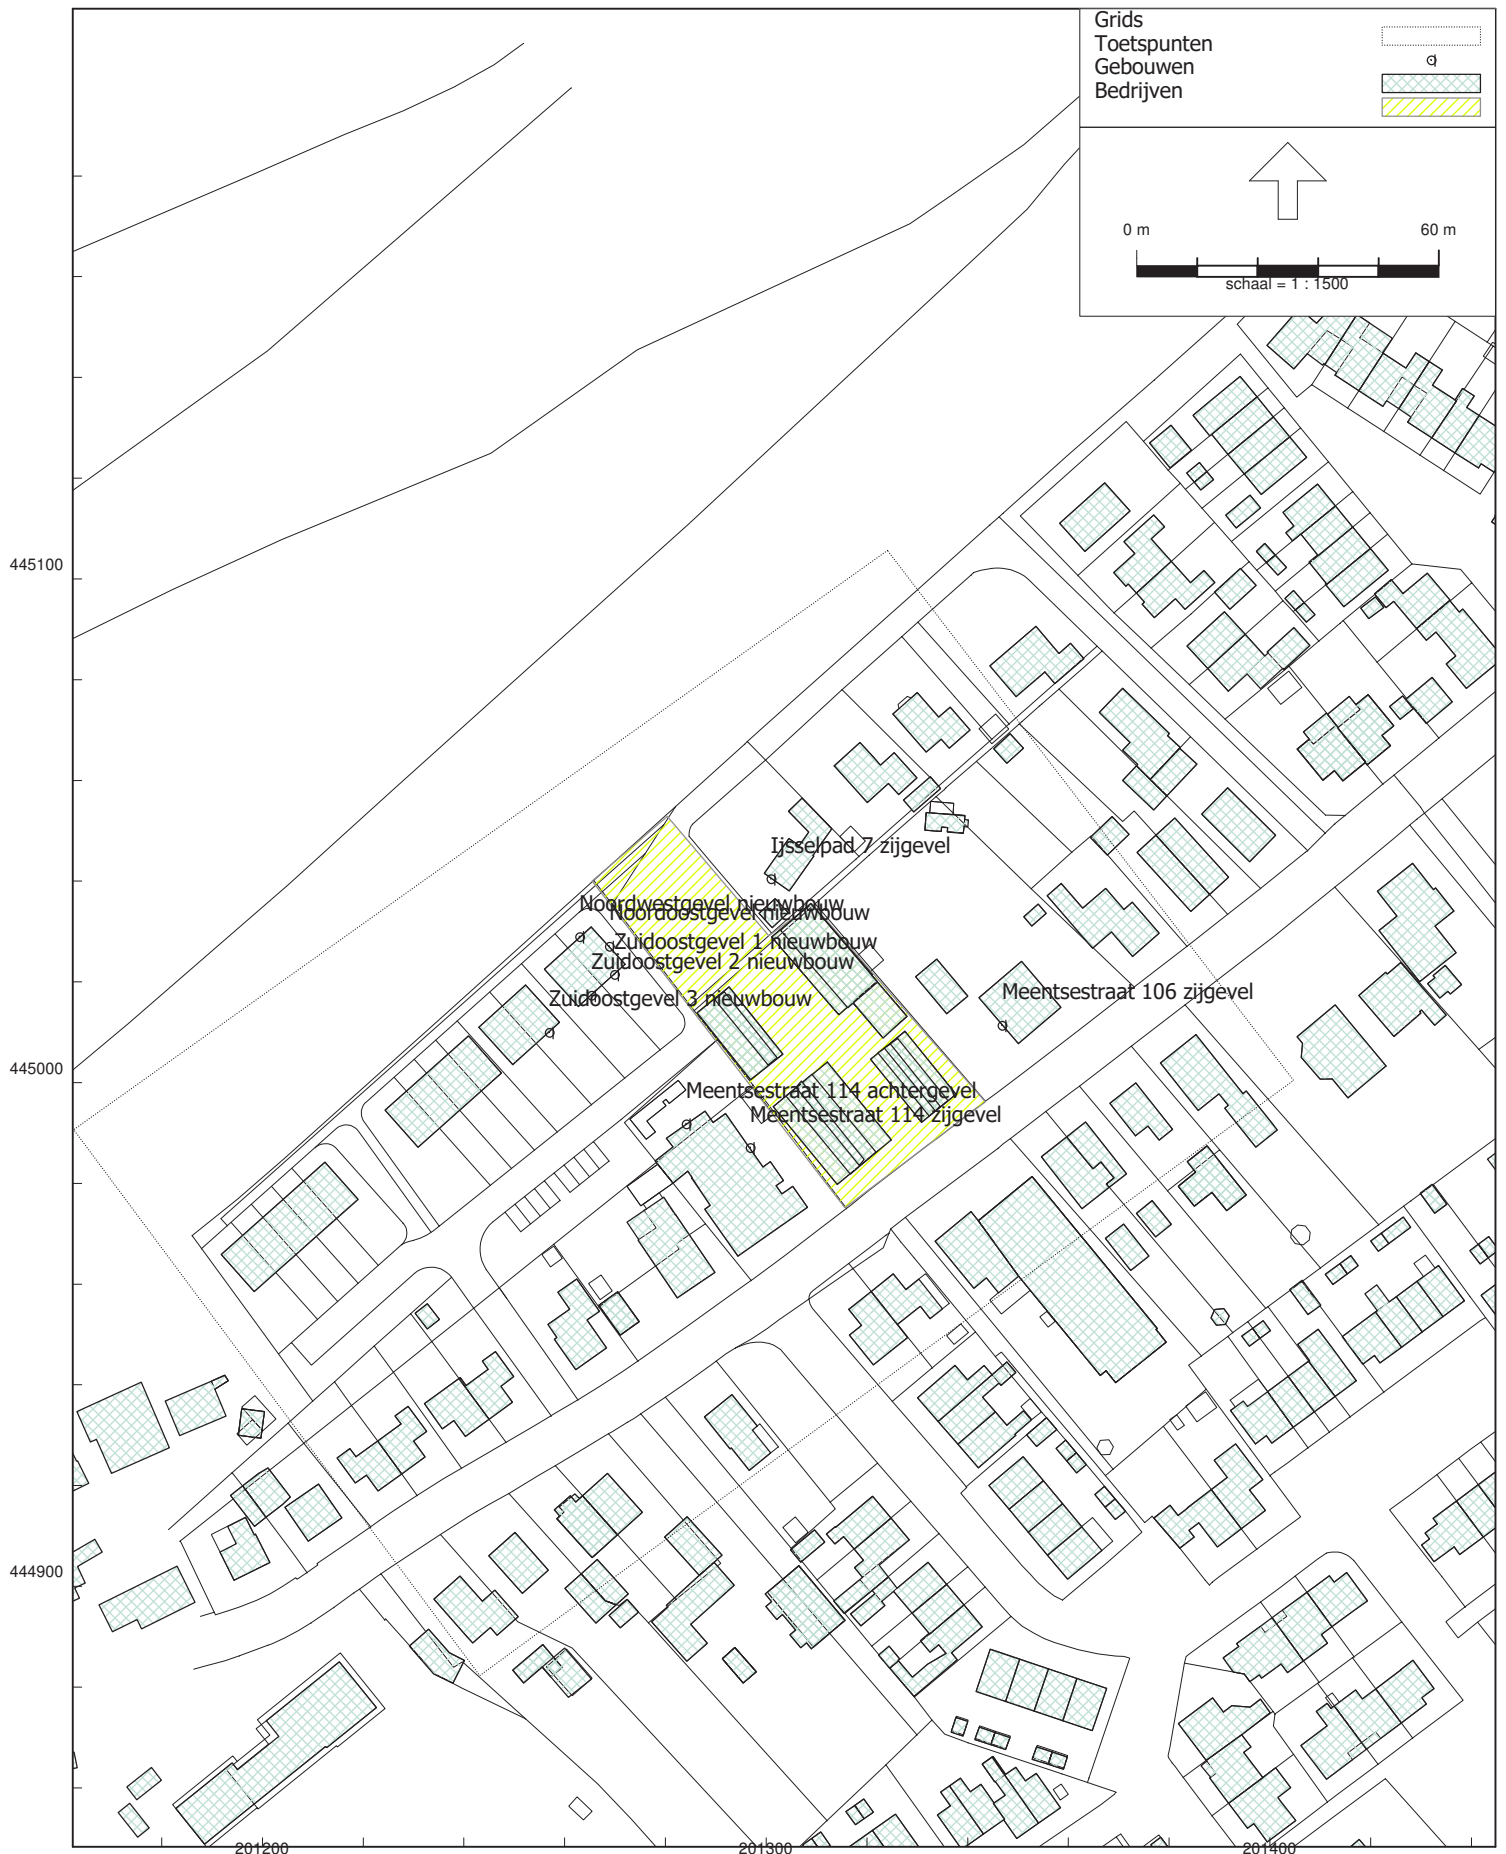 Grids
Toetspunten
Gebouwen
Bedrijven
0 m 60 m
schaal = 1 : 1500
445100
Ijsselpad 7 zijgevel
Noordwestgevel nieuwbouw
Noordoostgevel nieuwbouw
Zuidoostgevel 1 nieuwbouw
Zuidoostgevel 2 nieuwbouw
Zuidoostgevel 3 nieuwbouw
Meentsestraat 106 zijgevel
445000
Meentsestraat 114 achtergevel
Meentsestraat 114 zijgevel
444900
201200 201300 201400